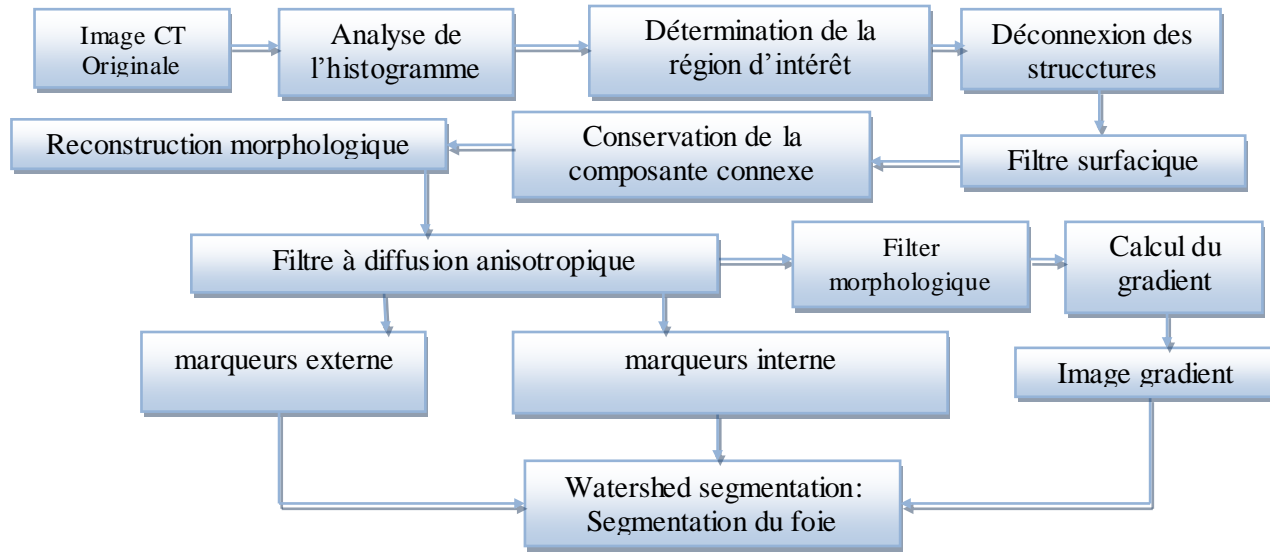 Image CT
Originale
Analyse de
l'histogramme
Détermination de la
région d'intérêt
Déconnexion des
strucctures
Filtre surfacique
Conservation de la
composante connexe
Reconstruction morphologique
Filtre à diffusion anisotropique
Filter
morphologique
Calcul du
gradient
marqueurs externe
marqueurs interne
Image gradient
Watershed segmentation:
Segmentation du foie